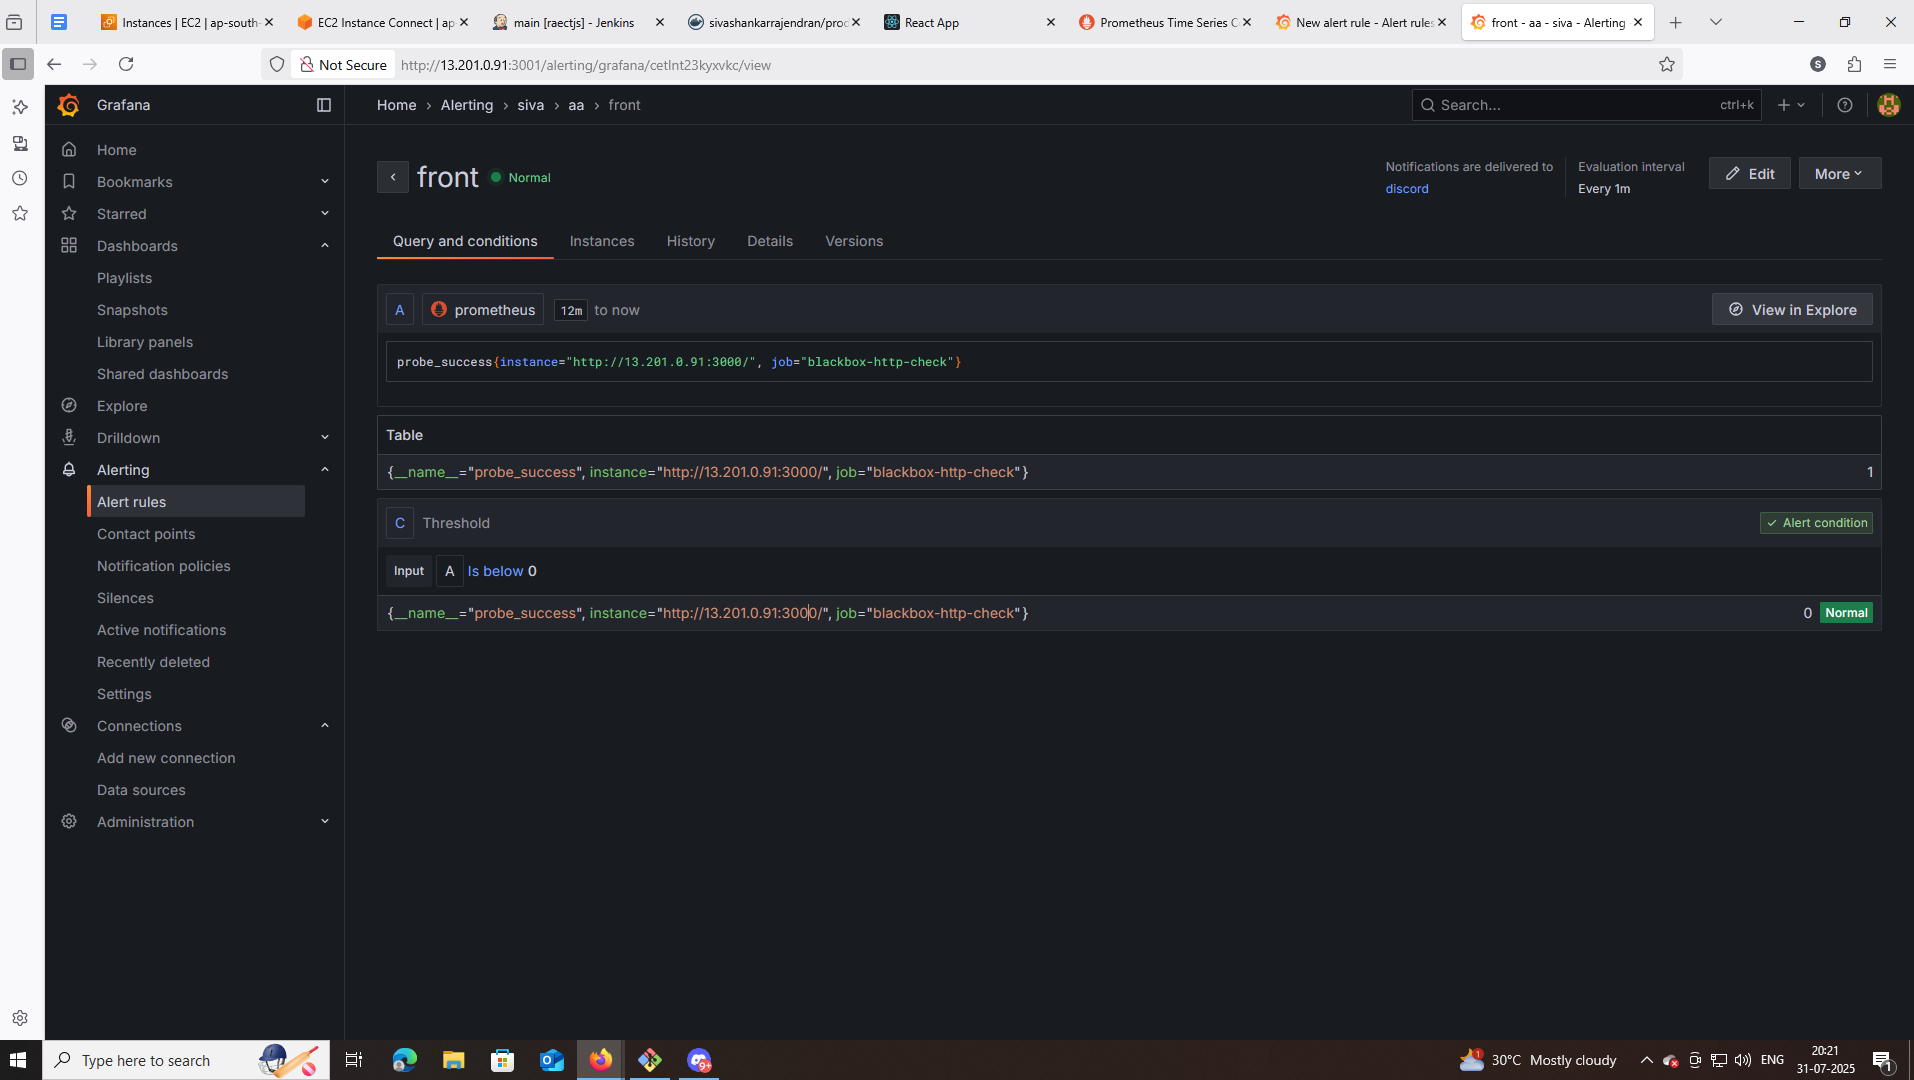 Instances | EC2 | ap-south-
EC2 Instance Connect | ap-
main [raectjs] - Jenkins
sivashankarrajendran/prod
React App
Prometheus Time Series C
New alert rule - Alert rules
front - aa - siva - Alerting
Not Secure
http://13.201.0.91:3001/alerting/grafana/cetlnt23kyxvkc/view
S
Grafana
Home › Alerting › siva › aa › front
Search...
ctrl+k
Home
Bookmarks
Starred
Dashboards
Playlists
Snapshots
Library panels
Shared dashboards
Explore
Drilldown
Alerting
Alert rules
Contact points
Notification policies
Silences
Active notifications
Recently deleted
Settings
Connections
Add new connection
Data sources
Administration
front
Normal
Notifications are delivered to
discord
Evaluation interval
Every 1m
Edit
More
Query and conditions
Instances
History
Details
Versions
A
prometheus
12m to now
View in Explore
probe_success{instance="http://13.201.0.91:3000/", job="blackbox-http-check"}
Table
{__name__="probe_success", instance="http://13.201.0.91:3000/", job="blackbox-http-check"} 1
C
Threshold
Alert condition
Input A Is below 0
{__name__="probe_success", instance="http://13.201.0.91:3000/", job="blackbox-http-check"} 0 Normal
Type here to search
9+
1
30°C Mostly cloudy
ENG
20:21
31-07-2025
1